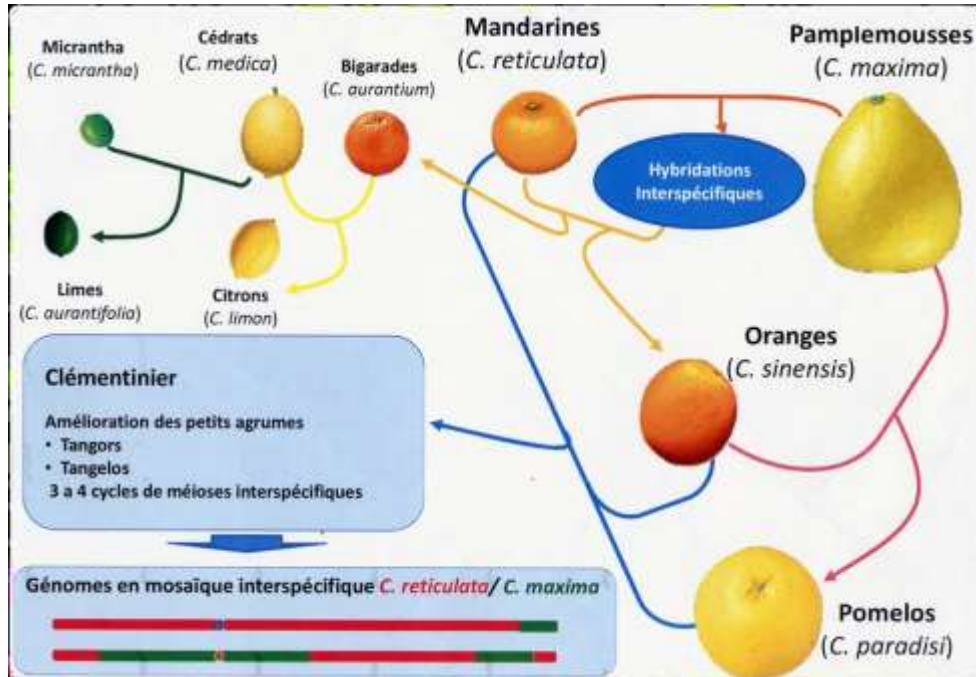 Micrantha
(C. micrantha)
Cédrats
(C. medica)
Bigarades
(C. aurantium)
Mandarines
(C. reticulata)
Pamplemousses
(C. maxima)
Hybridations
Interspécifiques
Limes
(C. aurantifolia)
Citrons
(C. limon)
Oranges
(C. sinensis)
Clémentinier
Amélioration des petits agrumes
• Tangors
• Tangelos
3 a 4 cycles de méioses interspécifiques
Génomes en mosaïque interspécifique C. reticulata/ C. maxima
Pomelos
(C. paradisi)